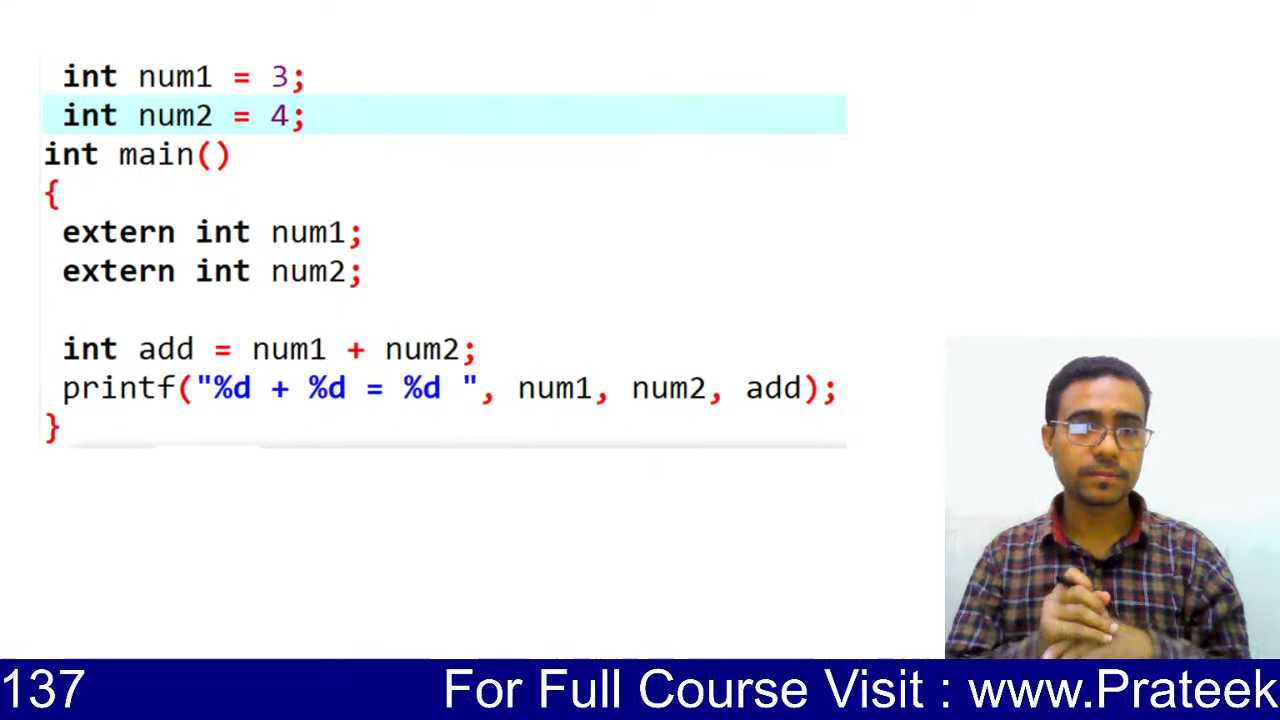 int num1 = 3;
int num2 = 4;
int main()
{
extern int num1;
extern int num2;
int add = num1 + num2;
printf("%d + %d = %d ", num1, num2, add);
}
137 For Full Course Visit : www.Prateek